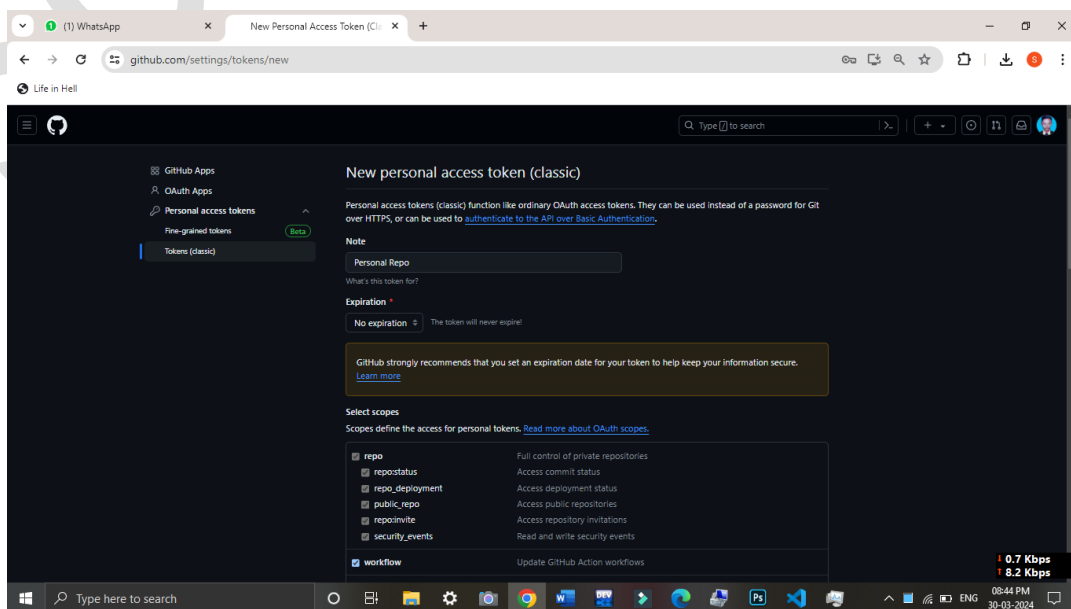 (1) WhatsApp
New Personal Access Token (Cla
github.com/settings/tokens/new
Life in Hell
Type / to search
GitHub Apps
OAuth Apps
Personal access tokens
Fine-grained tokens
Beta
Tokens (classic)
New personal access token (classic)
Personal access tokens (classic) function like ordinary OAuth access tokens. They can be used instead of a password for Git
over HTTPS, or can be used to authenticate to the API over Basic Authentication.
Note
Personal Repo
What's this token for?
Expiration *
No expiration The token will never expire!
GitHub strongly recommends that you set an expiration date for your token to help keep your information secure.
Learn more
Select scopes
Scopes define the access for personal tokens. Read more about OAuth scopes.
repo Full control of private repositories
repo:status Access commit status
repo_deployment Access deployment status
public_repo Access public repositories
repo:invite Access repository invitations
security_events Read and write security events
workflow Update GitHub Action workflows
0.7 Kbps
8.2 Kbps
Type here to search
DEV
Ps
ENG
08:44 PM
30-03-2024